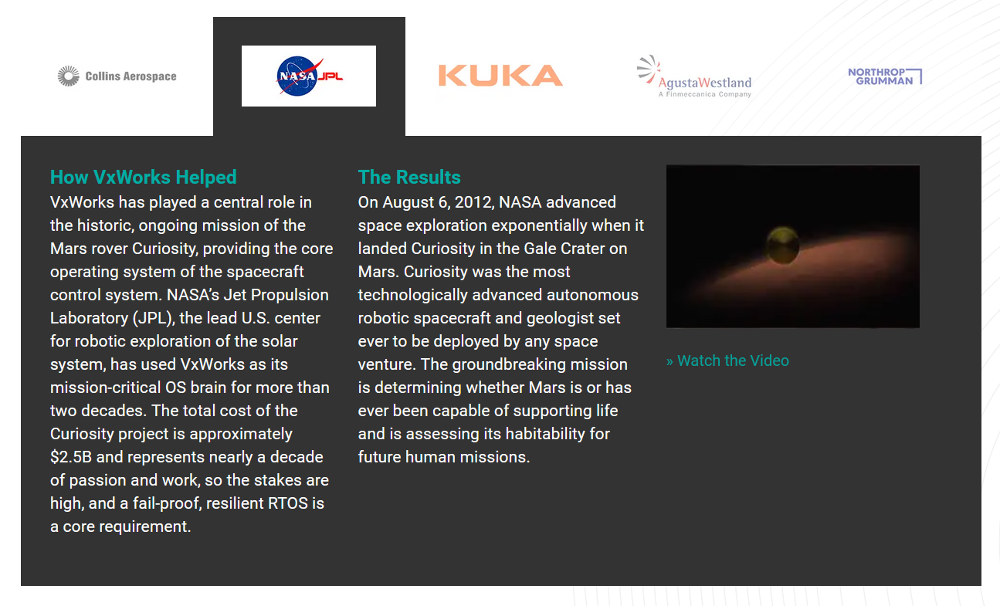 Collins Aerospace
NASA JPL
KUKA
AgustaWestland
A Finmeccanica Company
NORTHROP
GRUMMAN
How VxWorks Helped
VxWorks has played a central role in
the historic, ongoing mission of the
Mars rover Curiosity, providing the core
operating system of the spacecraft
control system. NASA’s Jet Propulsion
Laboratory (JPL), the lead U.S. center
for robotic exploration of the solar
system, has used VxWorks as its
mission-critical OS brain for more than
two decades. The total cost of the
Curiosity project is approximately
$2.5B and represents nearly a decade
of passion and work, so the stakes are
high, and a fail-proof, resilient RTOS is
a core requirement.
The Results
On August 6, 2012, NASA advanced
space exploration exponentially when it
landed Curiosity in the Gale Crater on
Mars. Curiosity was the most
technologically advanced autonomous
robotic spacecraft and geologist set
ever to be deployed by any space
venture. The groundbreaking mission
is determining whether Mars is or has
ever been capable of supporting life
and is assessing its habitability for
future human missions.
» Watch the Video